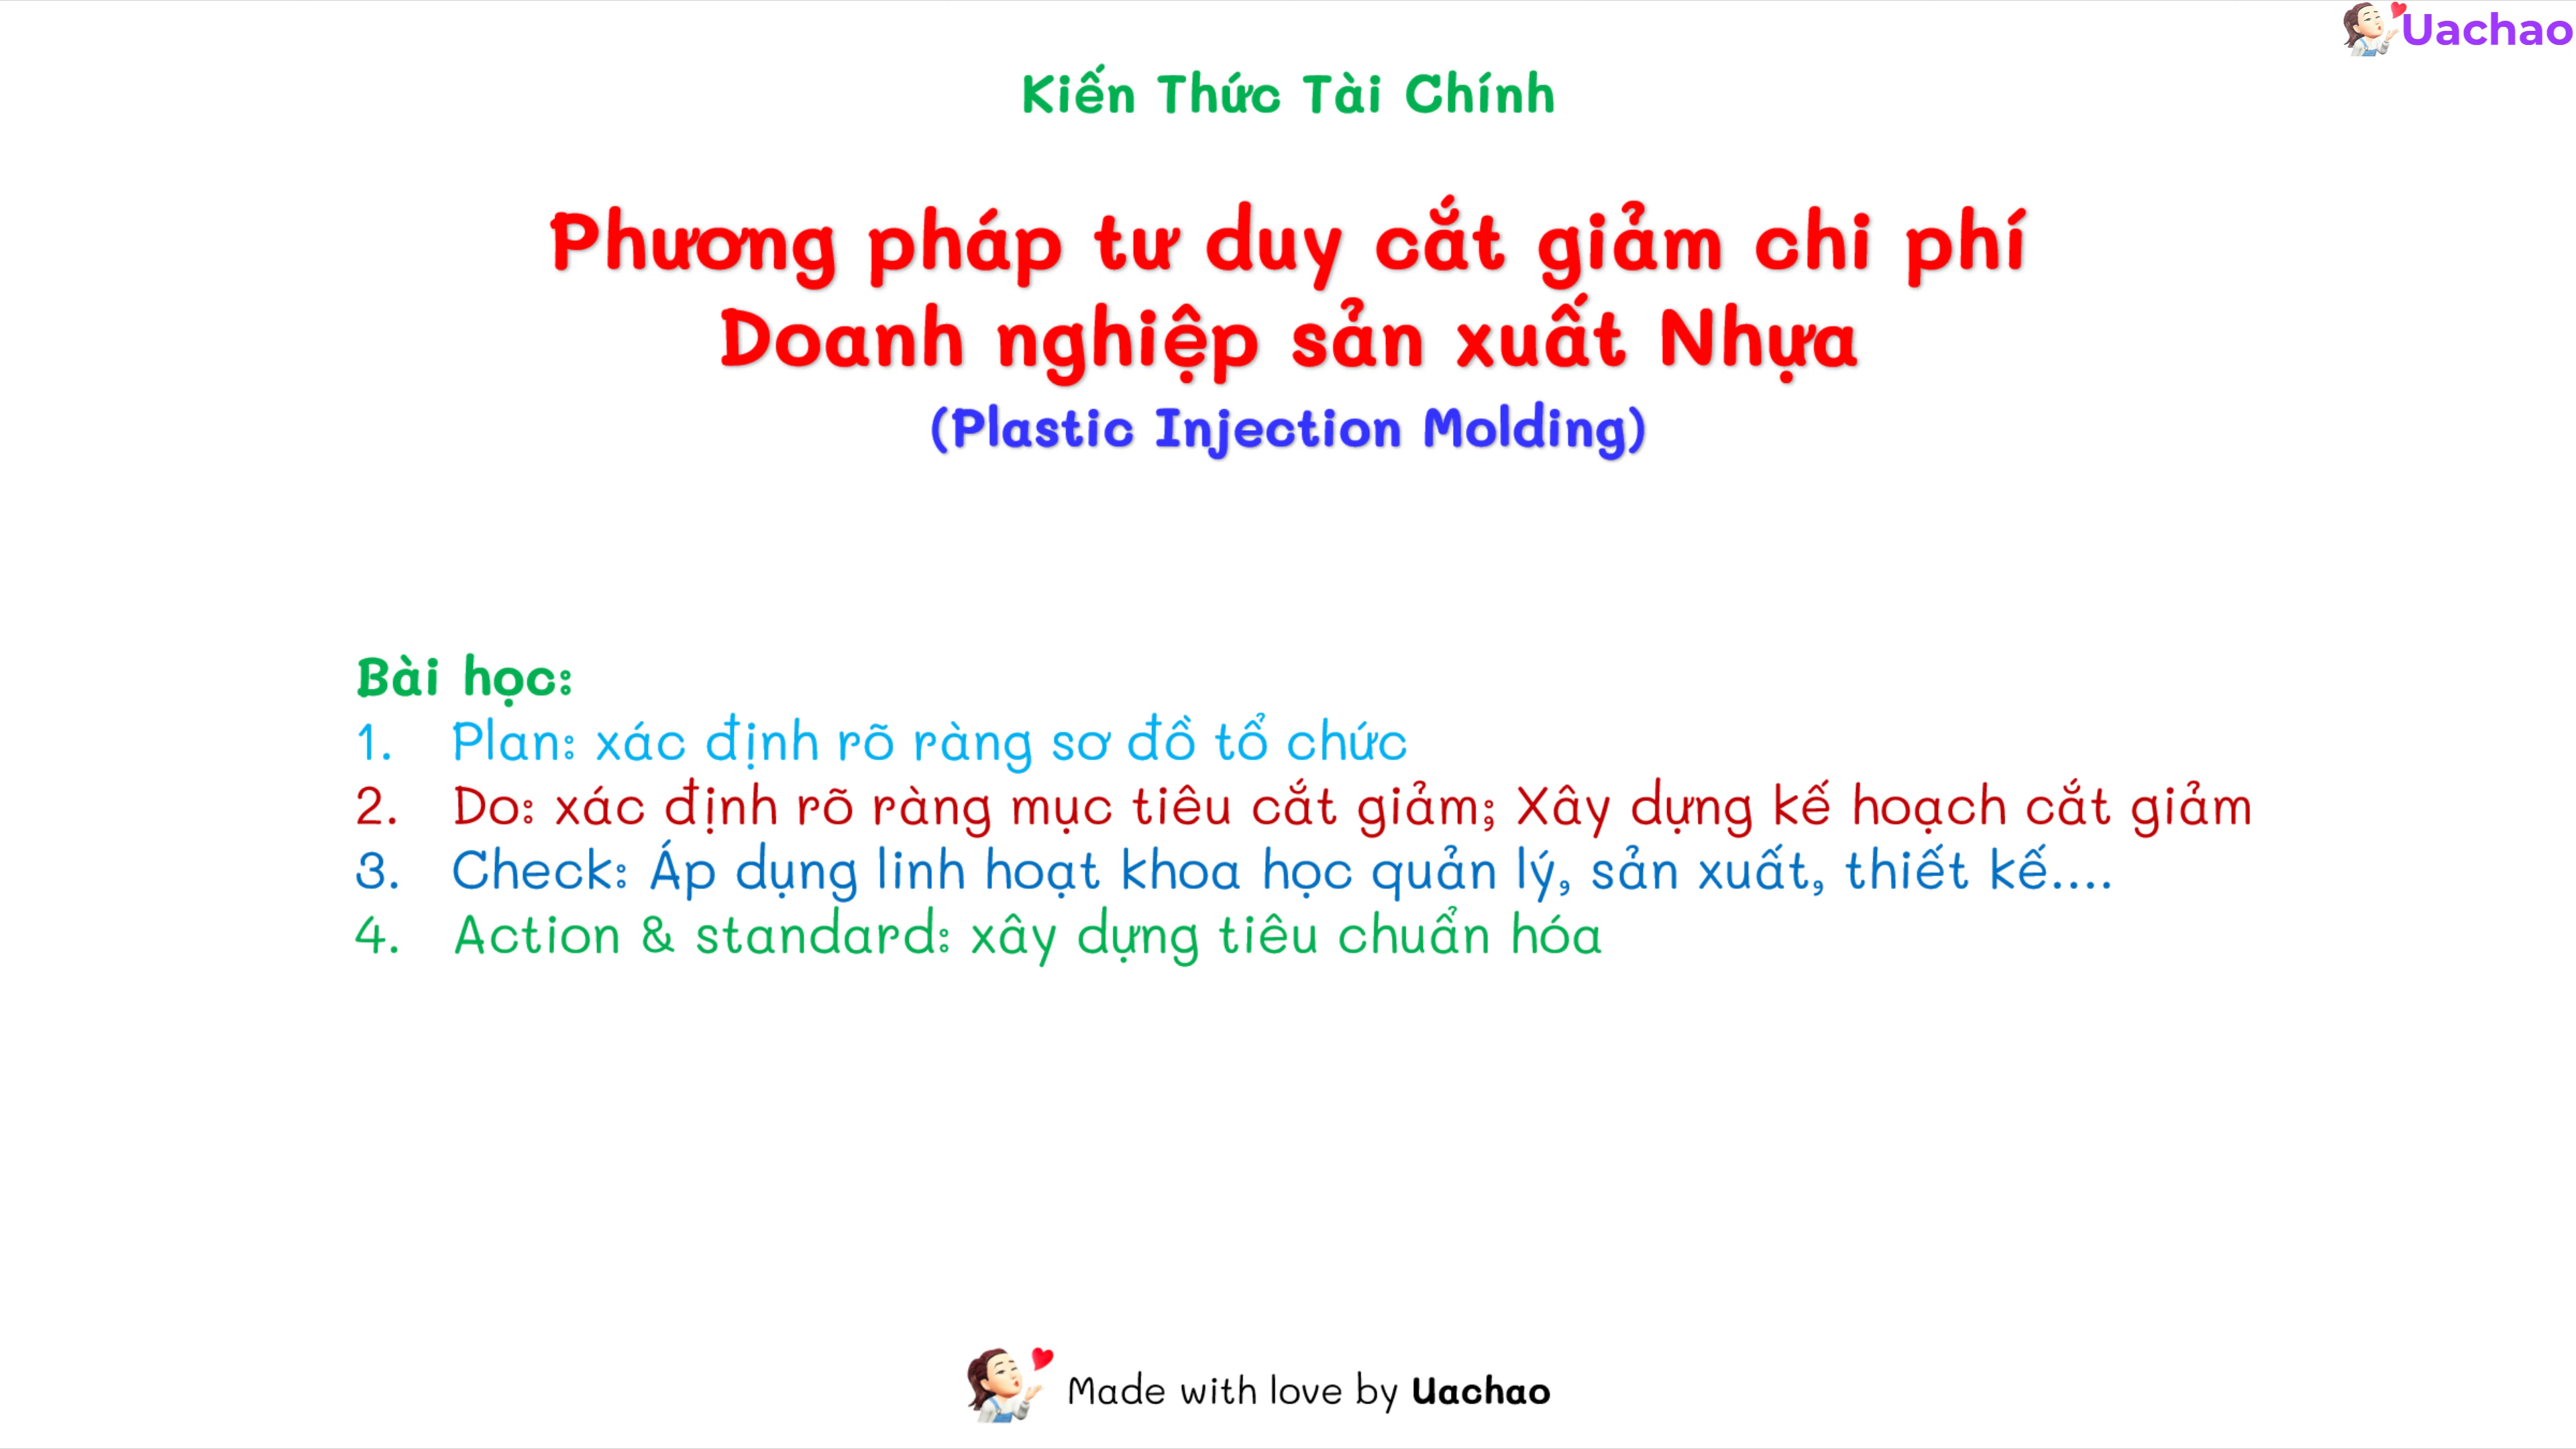 Uachao
Kiến Thức Tài Chính
Phương pháp tư duy cắt giảm chi phí
Doanh nghiệp sản xuất Nhựa
(Plastic Injection Molding)
Bài học:
1. Plan: xác định rõ ràng sơ đồ tổ chức
2. Do: xác định rõ ràng mục tiêu cắt giảm; Xây dựng kế hoạch cắt giảm
3. Check: Áp dụng linh hoạt khoa học quản lý, sản xuất, thiết kế....
4. Action & standard: xây dựng tiêu chuẩn hóa
Made with love by Uachao